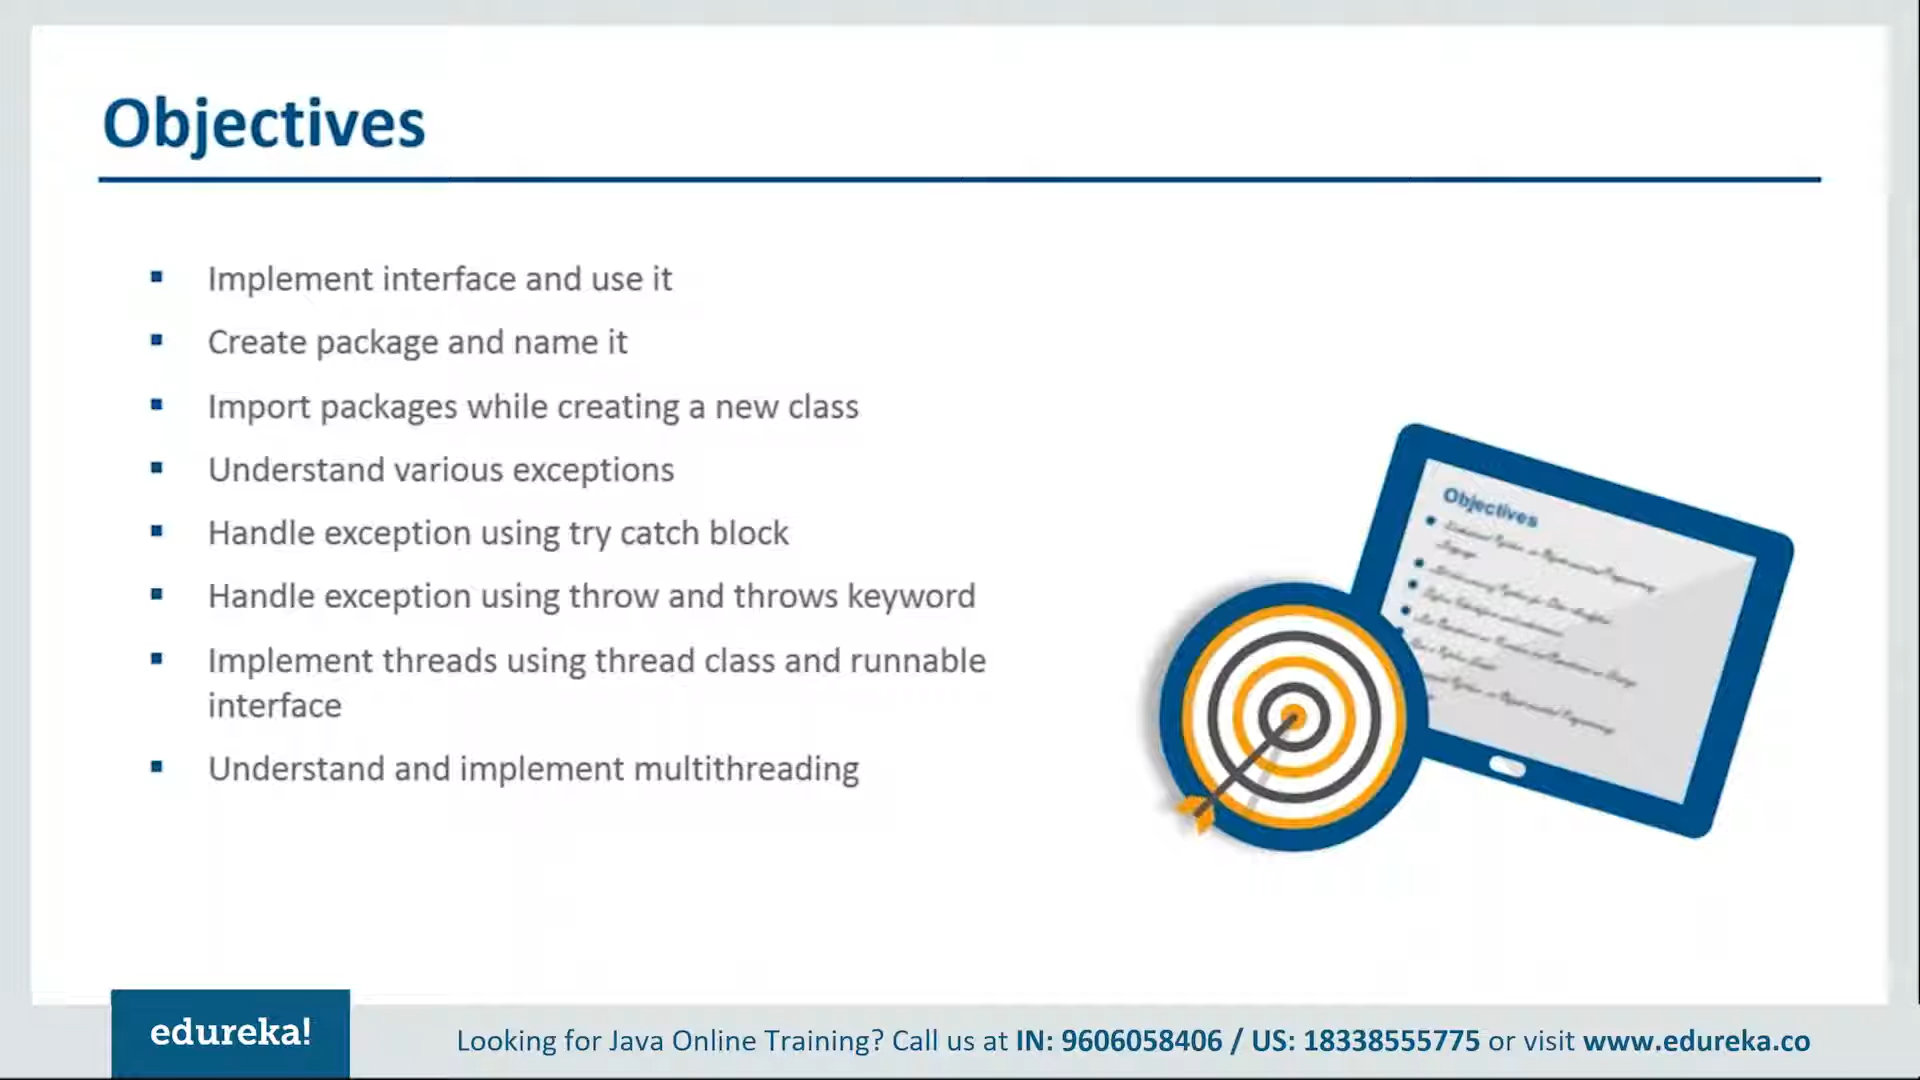 Objectives
Implement interface and use it
Create package and name it
Import packages while creating a new class
Understand various exceptions
Handle exception using try catch block
Handle exception using throw and throws keyword
Implement threads using thread class and runnable
interface
Understand and implement multithreading
Objectives
edureka!
Looking for Java Online Training? Call us at IN: 9606058406 / US: 18338555775 or visit www.edureka.co